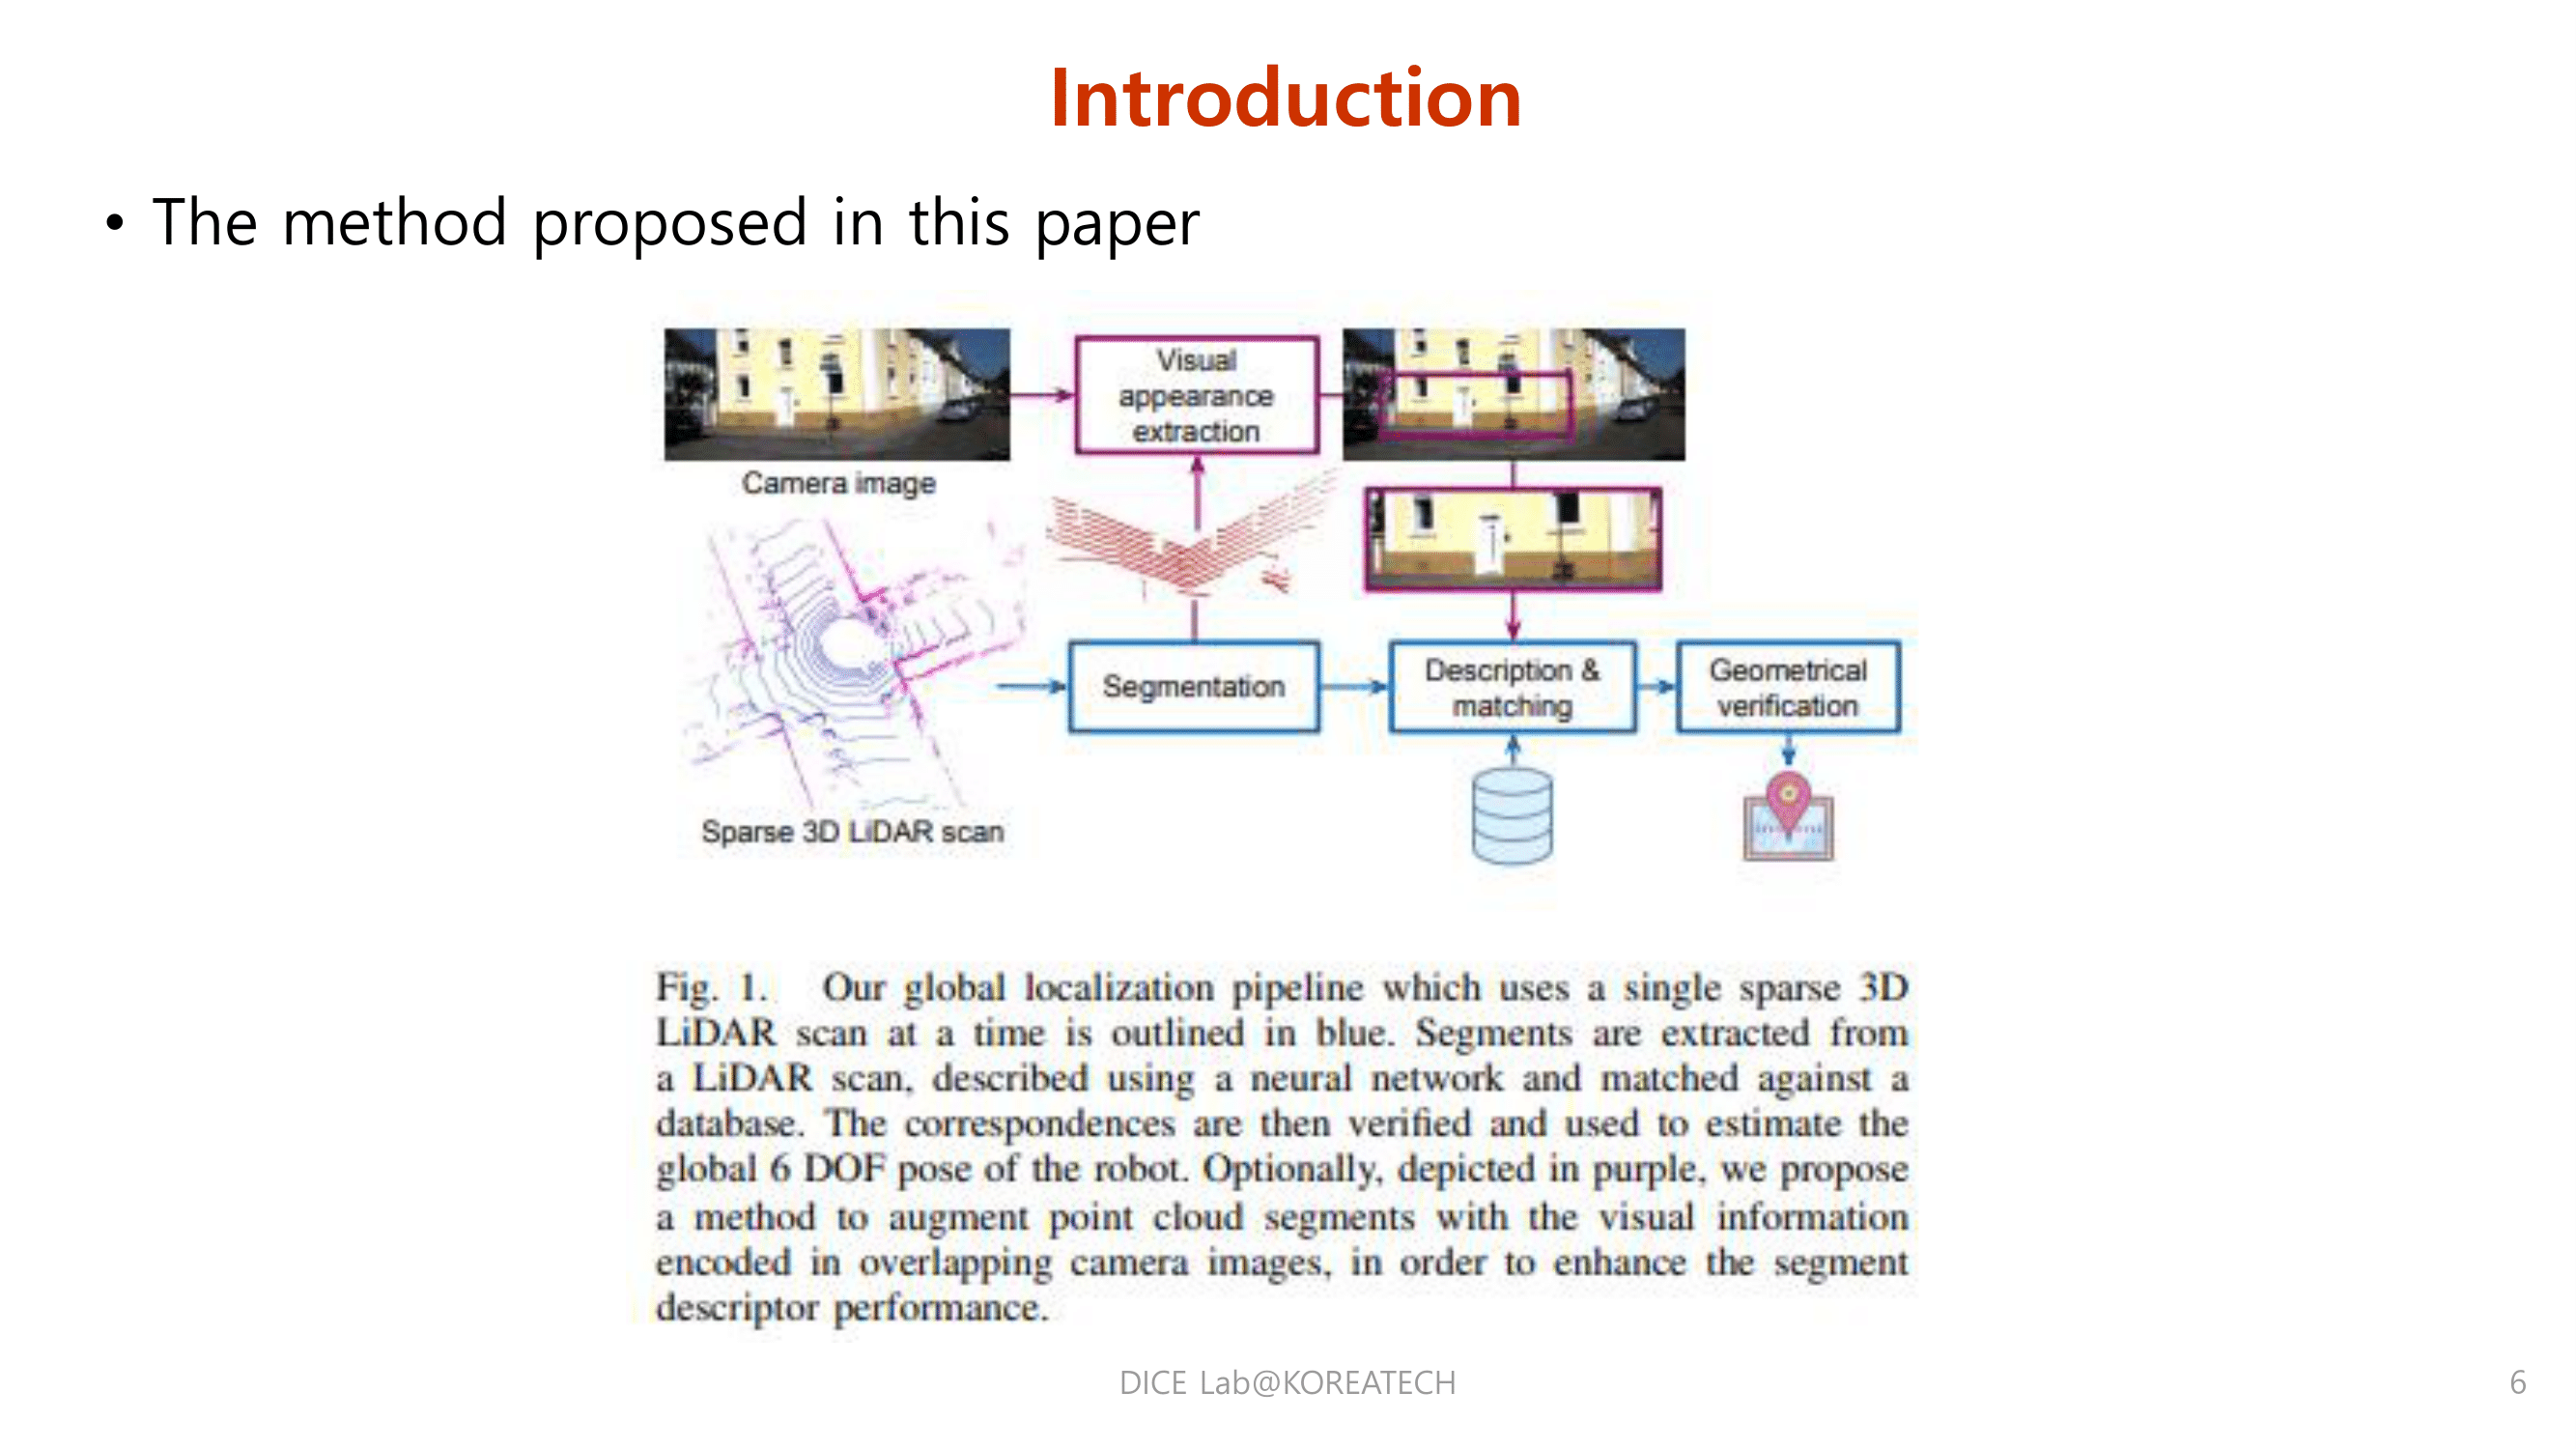 Introduction
• The method proposed in this paper
Visual
appearance
extraction
Camera image
Sparse 3D LiDAR scan
Segmentation
Description &
matching
Geometrical
verification
Fig. 1. Our global localization pipeline which uses a single sparse 3D
LiDAR scan at a time is outlined in blue. Segments are extracted from
a LiDAR scan, described using a neural network and matched against a
database. The correspondences are then verified and used to estimate the
global 6 DOF pose of the robot. Optionally, depicted in purple, we propose
a method to augment point cloud segments with the visual information
encoded in overlapping camera images, in order to enhance the segment
descriptor performance.
DICE Lab@KOREATECH
6